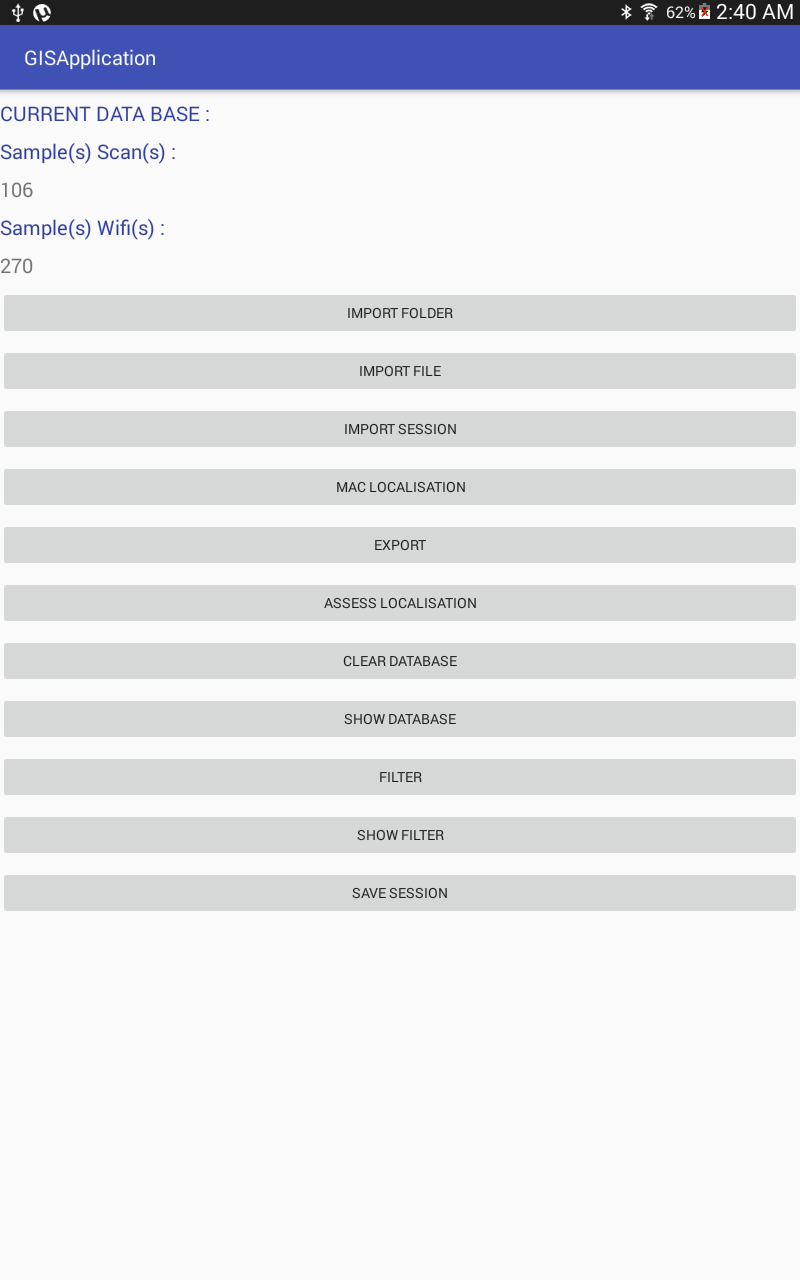 62% 2:40 AM
GISApplication
CURRENT DATA BASE :
Sample(s) Scan(s) :
106
Sample(s) Wifi(s) :
270
IMPORT FOLDER
IMPORT FILE
IMPORT SESSION
MAC LOCALISATION
EXPORT
ASSESS LOCALISATION
CLEAR DATABASE
SHOW DATABASE
FILTER
SHOW FILTER
SAVE SESSION